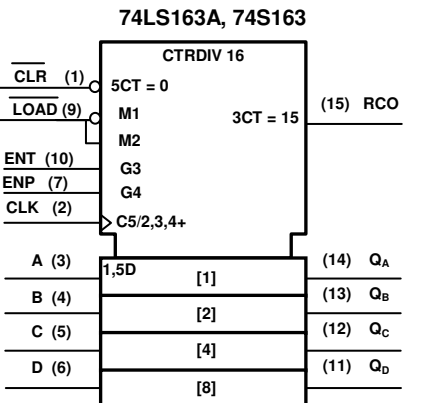 74LS163A, 74S163
CTRDIV 16
CLR (1) 5CT = 0
LOAD (9) M1
3CT = 15 (15) RCO
M2
ENT (10) G3
ENP (7) G4
CLK (2) C5/2,3,4+
A (3) 1,5D [1] (14) QA
B (4) [2] (13) QB
C (5) [4] (12) QC
D (6) [8] (11) QD